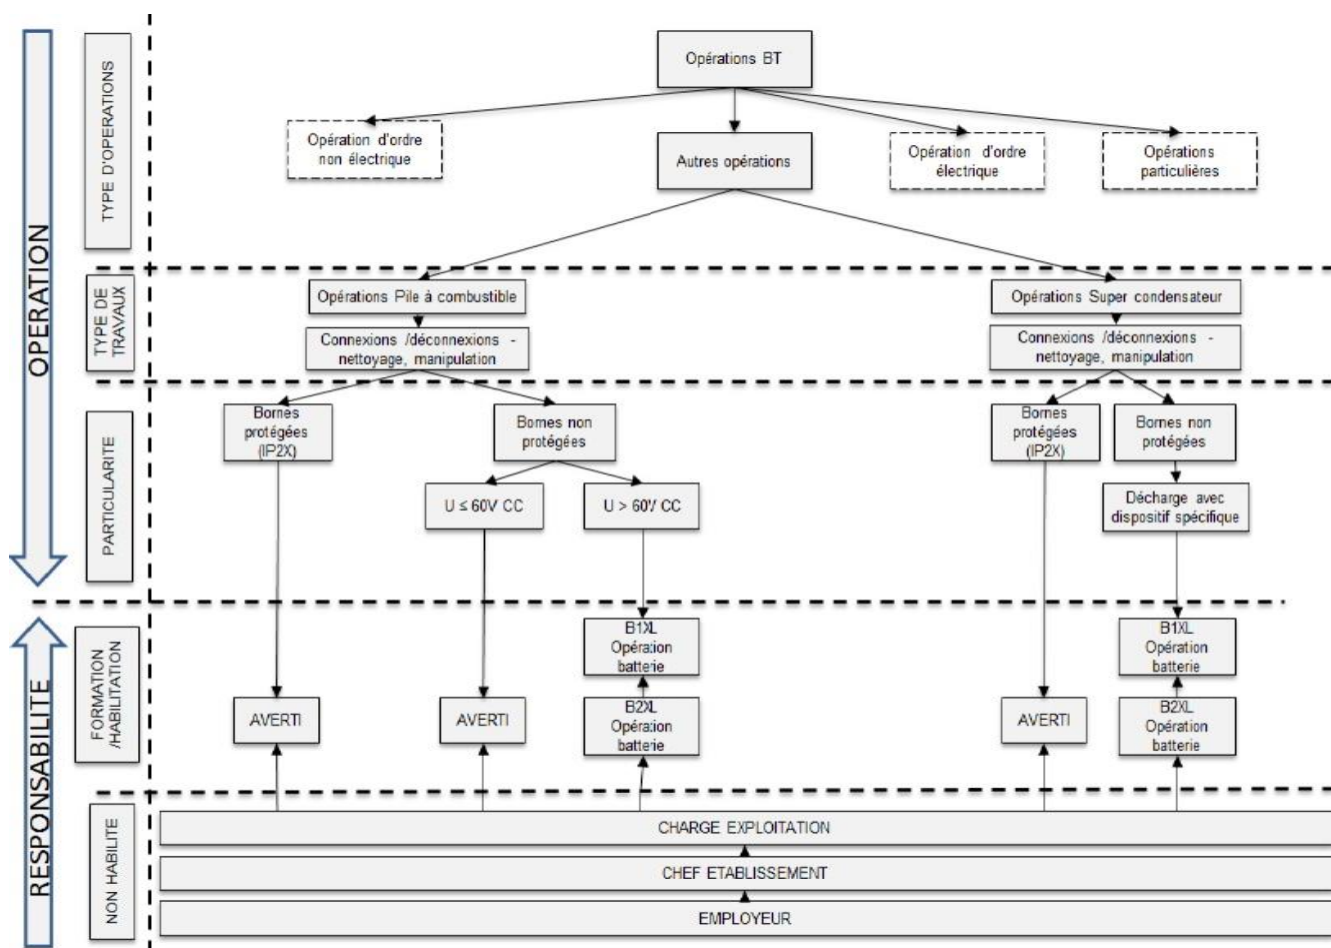 Opérations BT
Opération d'ordre
non électrique
Autres opérations
Opération d'ordre
électrique
Opérations
particulières
TYPE D'OPERATIONS
OPERATION
TYPE DE
TRAVAUX
Opérations Pile à combustible
Opérations Super condensateur
Connexions /déconnexions -
nettoyage, manipulation
Connexions /déconnexions -
nettoyage, manipulation
PARTICULARITE
Bornes
protégées
(IP2X)
Bornes non
protégées
Bornes
protégées
(IP2X)
Bornes non
protégées
U ≤ 60V CC
U > 60V CC
Décharge avec
dispositif spécifique
RESPONSABILITE
FORMATION
/HABILITATION
B1XL
Opération
batterie
B1XL
Opération
batterie
AVERTI
AVERTI
B2XL
Opération
batterie
AVERTI
B2XL
Opération
batterie
NON HABILITE
CHARGE EXPLOITATION
CHEF ETABLISSEMENT
EMPLOYEUR